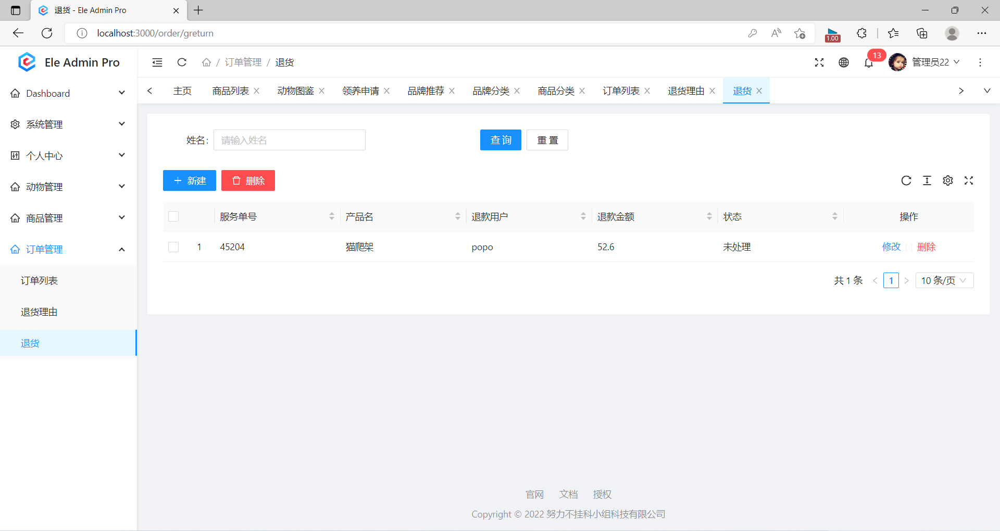 退货 - Ele Admin Pro
localhost:3000/order/greturn
1.00
Ele Admin Pro
/ 订单管理 / 退货
13
管理员22
主页 商品列表 动物图鉴 领养申请 品牌推荐 品牌分类 商品分类 订单列表 退货理由 退货
Dashboard
系统管理
个人中心
动物管理
商品管理
订单管理
订单列表
退货理由
退货
姓名: 请输入姓名 查 询 重 置
新建 删除
服务单号 产品名 退款用户 退款金额 状态 操作
1 45204 猫爬架 popo 52.6 未处理 修改 删除
共 1 条 1 10 条/页
官网 文档 授权
Copyright © 2022 努力不挂科小组科技有限公司